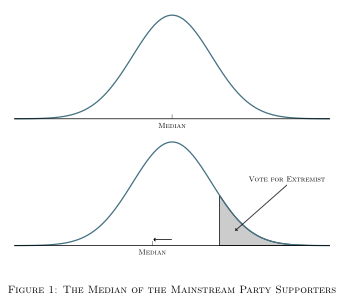 Median
Vote for Extremist
Median
Figure 1: The Median of the Mainstream Party Supporters